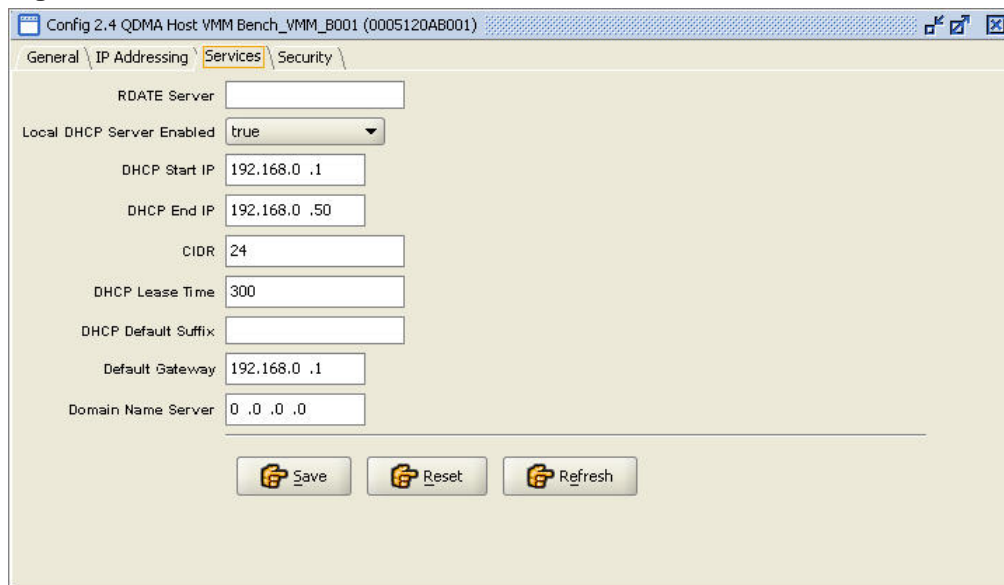 Config 2.4 QDMA Host VMM Bench_VMM_B001 (0005120AB001)
General \ IP Addressing \ Services \ Security \
RDATE Server
Local DHCP Server Enabled true
DHCP Start IP 192.168.0 .1
DHCP End IP 192.168.0 .50
CIDR 24
DHCP Lease Time 300
DHCP Default Suffix
Default Gateway 192.168.0 .1
Domain Name Server 0 .0 .0 .0
Save Reset Refresh